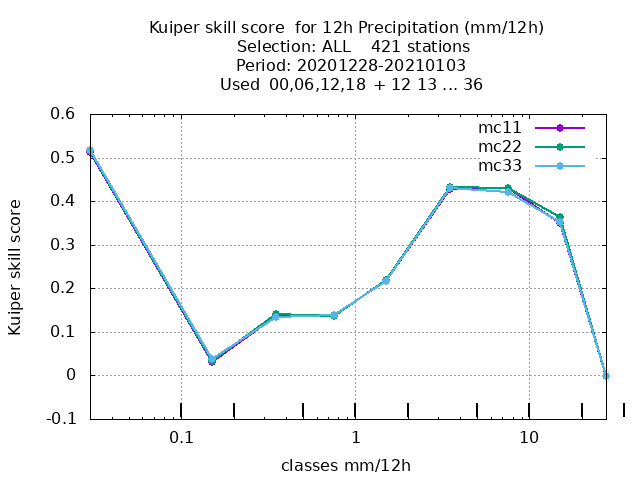 Kuiper skill score  for 12h Precipitation (mm/12h)
Selection: ALL    421 stations
Period: 20201228-20210103
Used  00,06,12,18  + 12 13 ... 36
mc11
mc22
mc33
Kuiper skill score
0.6
0.5
0.4
0.3
0.2
0.1
0
-0.1
0.1 1 10
classes mm/12h